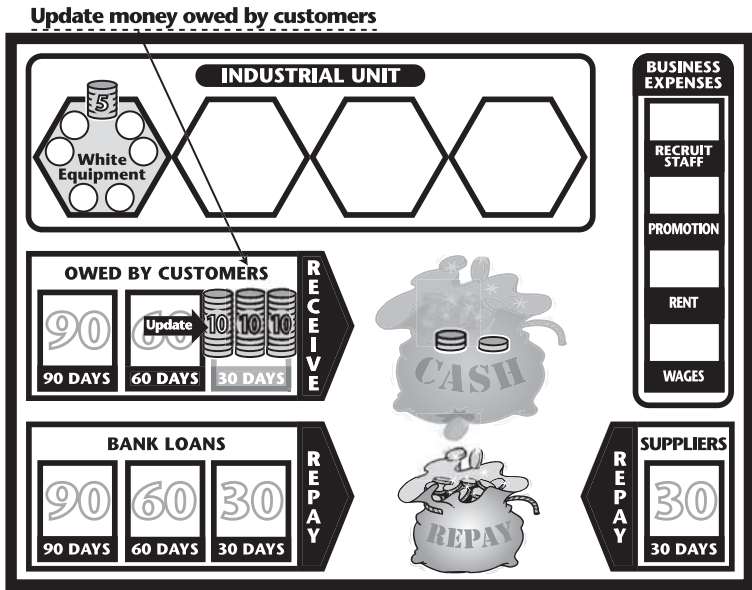 Update money owed by customers
INDUSTRIAL UNIT
5
White
Equipment
BUSINESS
EXPENSES
RECRUIT
STAFF
PROMOTION
RENT
WAGES
OWED BY CUSTOMERS
90
60
Update
10 10 10
90 DAYS
60 DAYS
30 DAYS
RECEIVE
CASH
BANK LOANS
90
60
30
90 DAYS
60 DAYS
30 DAYS
REPAY
REPAY
REPAY
SUPPLIERS
30
30 DAYS